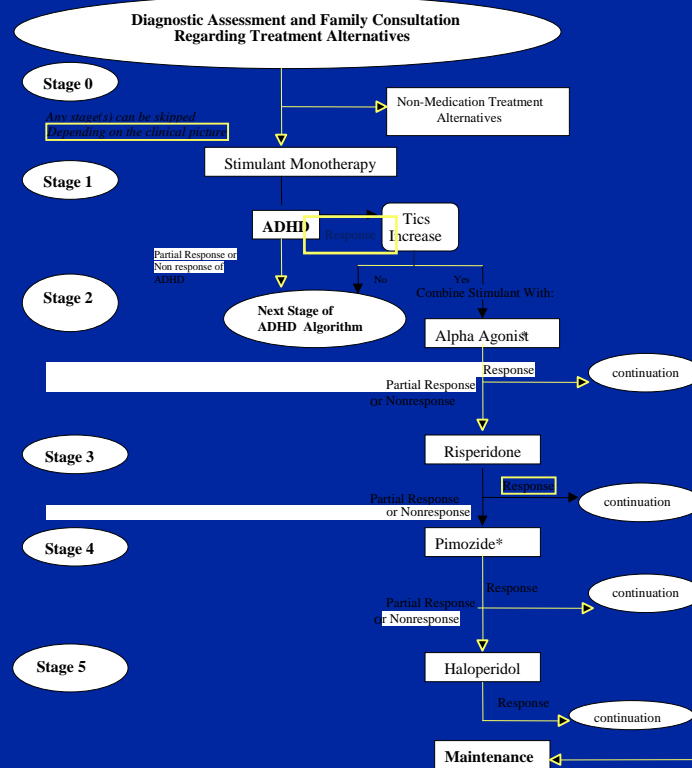 Diagnostic Assessment and Family Consultation
Regarding Treatment Alternatives
Stage 0
Any stage(s) can be skipped
Depending on the clinical picture
Non-Medication Treatment
Alternatives
Stimulant Monotherapy
Stage 1
ADHD
Response
Tics
Increase
Partial Response or
Non response of
ADHD
No
Yes
Combine Stimulant With:
Stage 2
Next Stage of
ADHD Algorithm
Alpha Agonist*
Response
continuation
Partial Response
or Nonresponse
Stage 3
Risperidone
Response
continuation
Partial Response
or Nonresponse
Stage 4
Pimozide*
Response
continuation
Partial Response
or Nonresponse
Stage 5
Haloperidol
Response
continuation
Maintenance